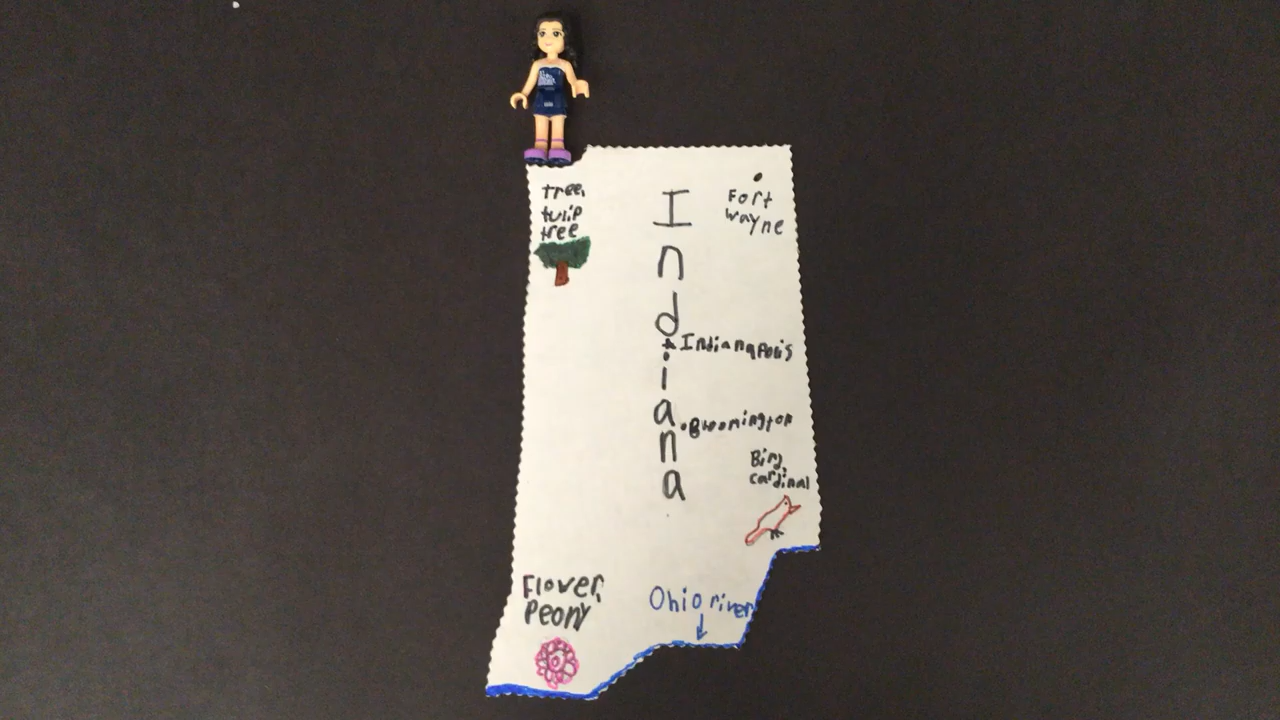 tree,
tulip
tree
Indiana
Fort
wayne
Indianapolis
Bloomington
Bird,
cardinal
Flower,
Peony
Ohio river